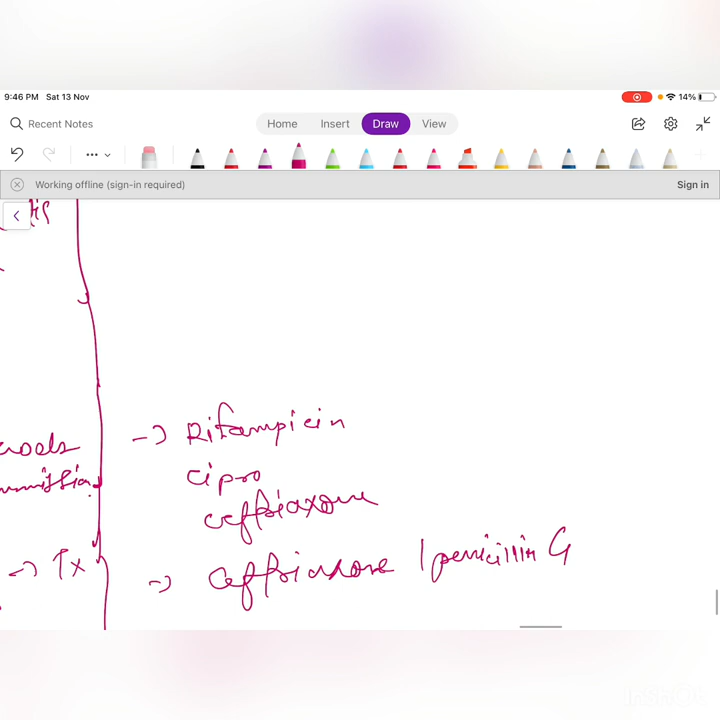 9:46 PM Sat 13 Nov 14%
Recent Notes Home Insert Draw View
Working offline (sign-in required) Sign in
-> Rifampicin
cipro
ceftriaxone
-> Tx -> ceftriaxone / penicillin G
InShot